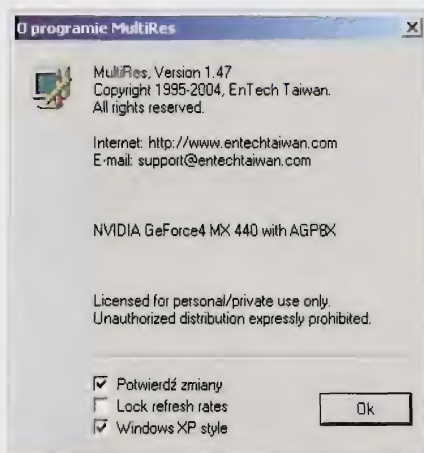 O programie MultiRes
MultiRes, Version 1.47
Copyright 1995-2004, EnTech Taiwan.
All rights reserved.
Internet: http://www.entechtaiwan.com
E-mail: support@entechtaiwan.com
NVIDIA GeForce4 MX 440 with AGP8X
Licensed for personal/private use only.
Unauthorized distribution expressly prohibited.
Potwierdź zmiany
Lock refresh rates
Windows XP style
Ok